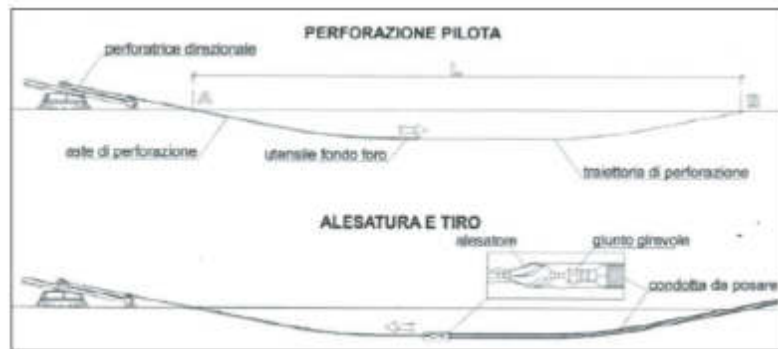 PERFORAZIONE PILOTA
perforatrice direzionale
L
A
B
aste di perforazione
utensile fondo foro
traiettoria di perforazione
ALESATURA E TIRO
alesatore
giunto girevole
condotta da posare